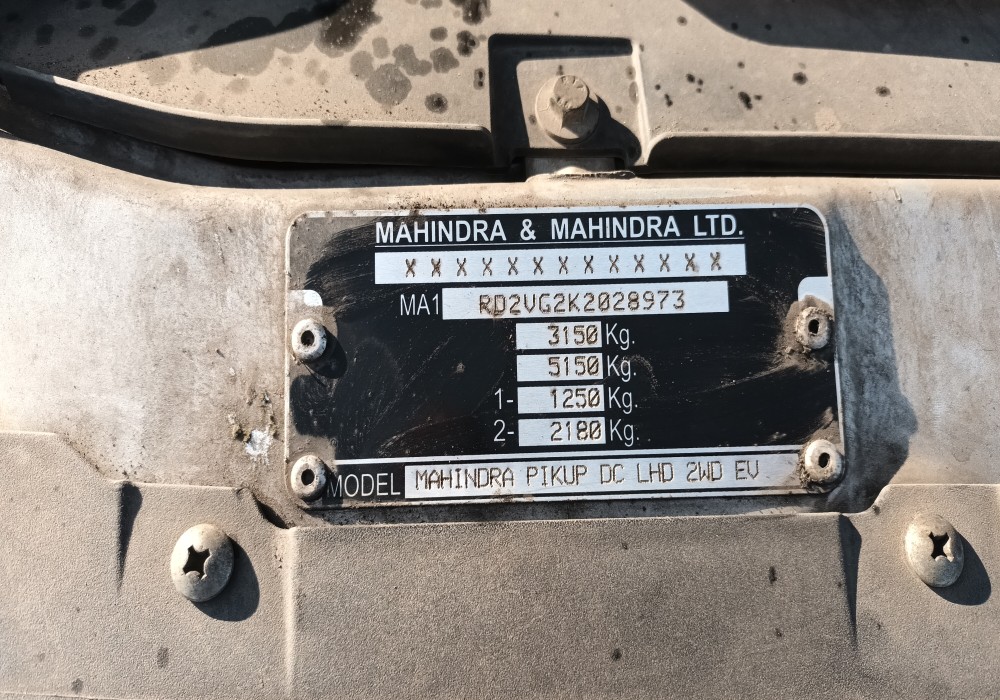 MAHINDRA & MAHINDRA LTD.
X X X X X X X X X X X X X
MA1 RD2VG2K2028973
3150 Kg.
5150 Kg.
1- 1250 Kg.
2- 2180 Kg.
MODEL MAHINDRA PIKUP DC LHD 2WD EV